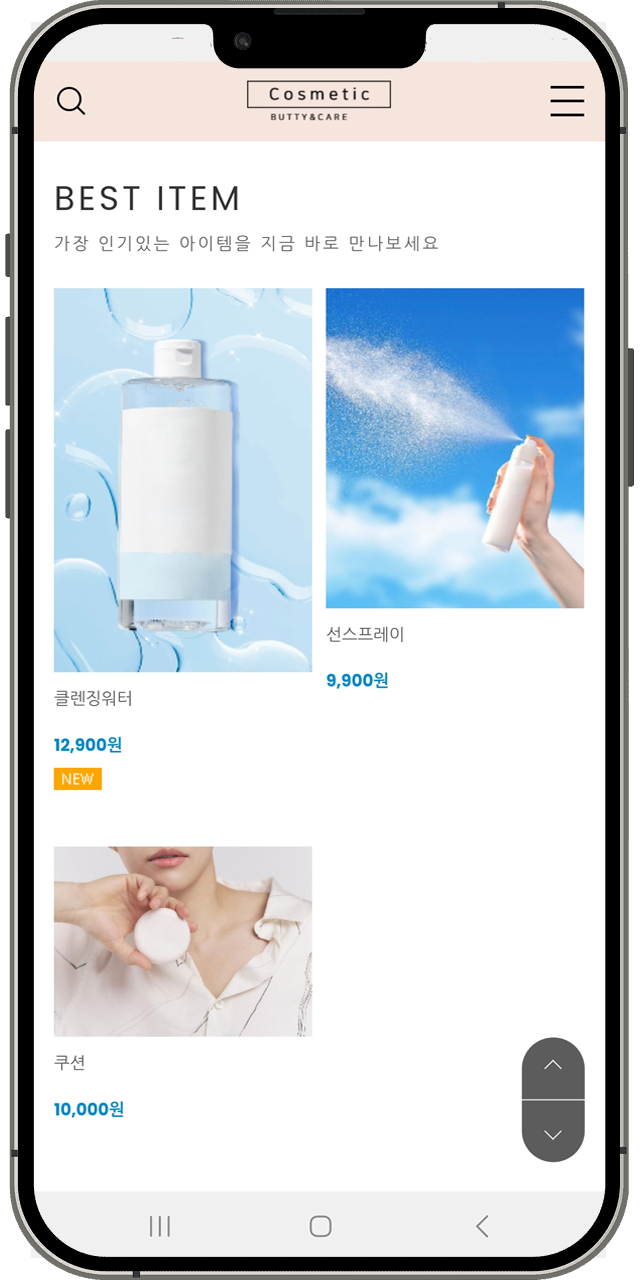 Cosmetic
BUTTY&CARE
BEST ITEM
가장 인기있는 아이템을 지금 바로 만나보세요
클렌징워터
12,900원
NEW
선스프레이
9,900원
쿠션
10,000원